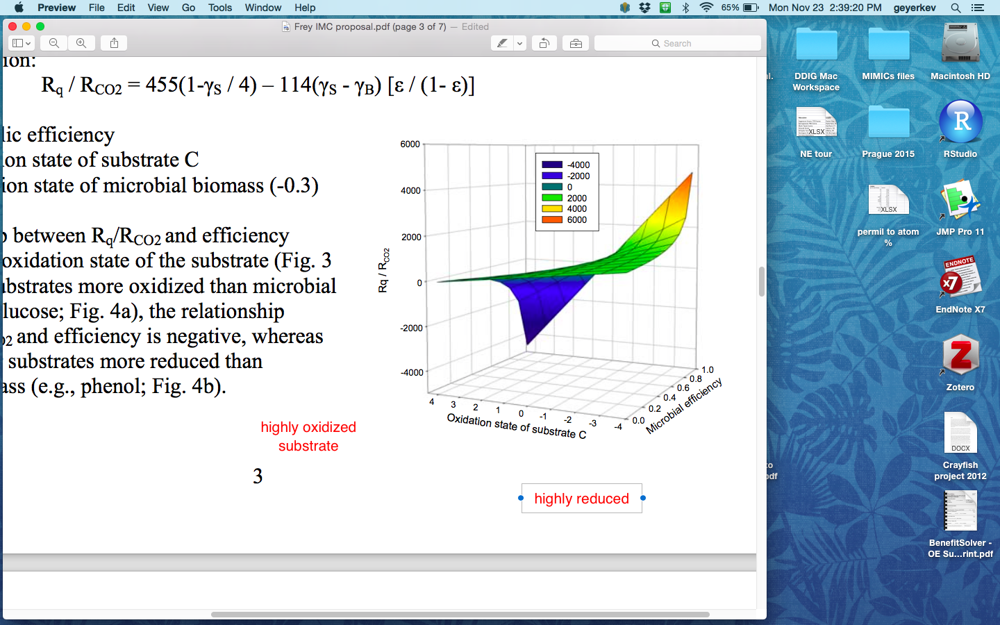 Preview File Edit View Go Tools Window Help
65% Mon Nov 23 2:39:20 PM geyerkev
Frey IMC proposal.pdf (page 3 of 7) — Edited
Search
ion:
Rq / RCO2 = 455(1-γS / 4) – 114(γS - γB) [ε / (1- ε)]
lic efficiency
on state of substrate C
ion state of microbial biomass (-0.3)
between Rq/RCO2 and efficiency
oxidation state of the substrate (Fig. 3
ubstrates more oxidized than microbial
lucose; Fig. 4a), the relationship
O2 and efficiency is negative, whereas
substrates more reduced than
ass (e.g., phenol; Fig. 4b).
highly oxidized
substrate
3
6000
4000
2000
0
-2000
-4000
Rq / RCO2
-4000
-2000
0
2000
4000
6000
4 3 2 1 0 -1 -2 -3 -4
Oxidation state of substrate C
0.0 0.2 0.4 0.6 0.8 1.0
Microbial efficiency
highly reduced
l.
DDIG Mac
Workspace
MIMICs files
Macintosh HD
XLSX
NE tour
Prague 2015
R
RStudio
XLSX
permil to atom
%
JMP Pro 11
ENDNOTE
X7
EndNote X7
Z
Zotero
DOCX
Crayfish
project 2012
to
pdf
BenefitSolver -
OE Su...rint.pdf